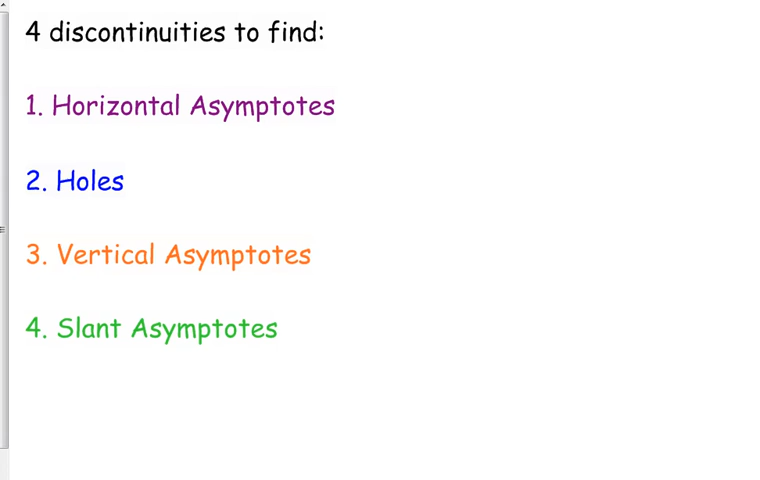 4 discontinuities to find:
1. Horizontal Asymptotes
2. Holes
3. Vertical Asymptotes
4. Slant Asymptotes